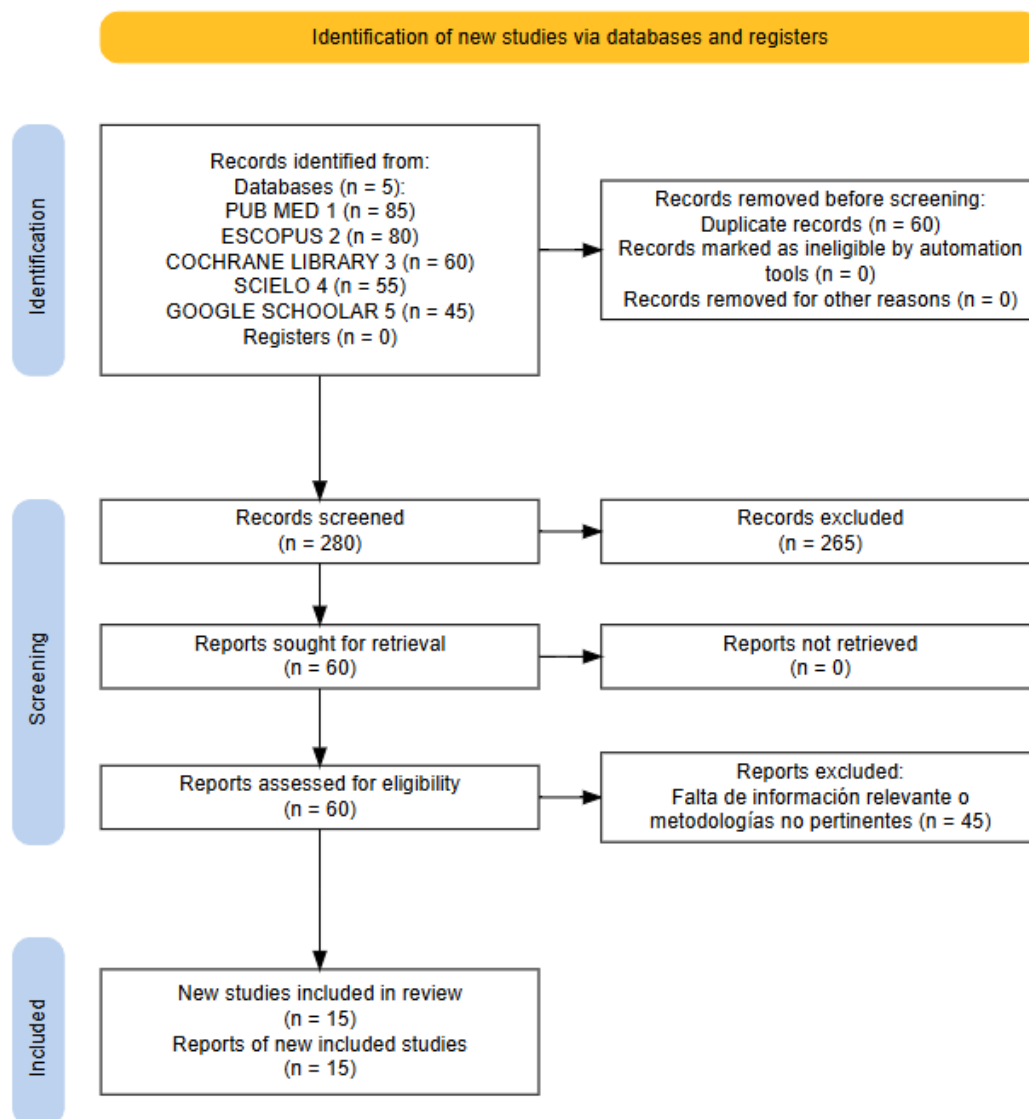 Identification of new studies via databases and registers
Identification
Records identified from:
Databases (n = 5):
PUB MED 1 (n = 85)
ESCOPUS 2 (n = 80)
COCHRANE LIBRARY 3 (n = 60)
SCIELO 4 (n = 55)
GOOGLE SCHOOLAR 5 (n = 45)
Registers (n = 0)
Records removed before screening:
Duplicate records (n = 60)
Records marked as ineligible by automation
tools (n = 0)
Records removed for other reasons (n = 0)
Screening
Records screened
(n = 280)
Records excluded
(n = 265)
Reports sought for retrieval
(n = 60)
Reports not retrieved
(n = 0)
Reports assessed for eligibility
(n = 60)
Reports excluded:
Falta de información relevante o
metodologías no pertinentes (n = 45)
Included
New studies included in review
(n = 15)
Reports of new included studies
(n = 15)